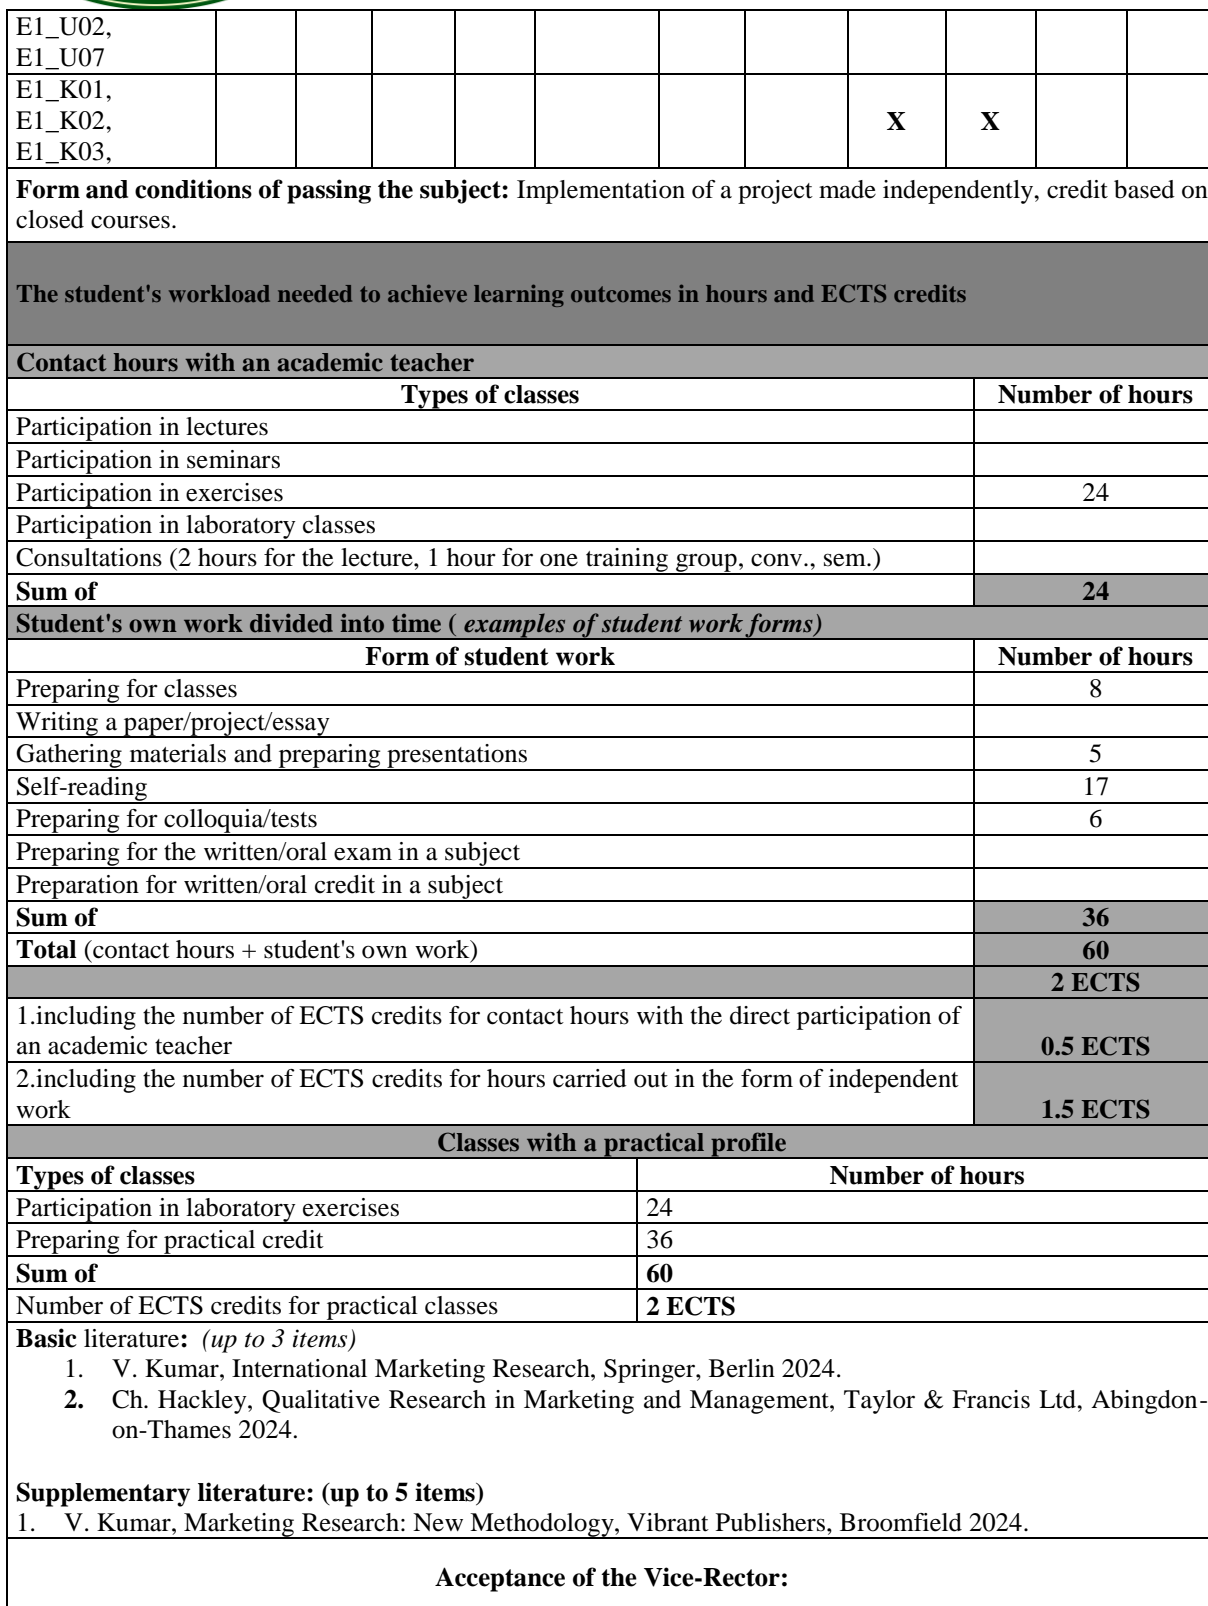 E1_U02,
E1_U07
E1_K01,
E1_K02,
E1_K03,
X X
Form and conditions of passing the subject: Implementation of a project made independently, credit based on
closed courses.
The student's workload needed to achieve learning outcomes in hours and ECTS credits
Contact hours with an academic teacher
Types of classes Number of hours
Participation in lectures
Participation in seminars
Participation in exercises 24
Participation in laboratory classes
Consultations (2 hours for the lecture, 1 hour for one training group, conv., sem.)
Sum of 24
Student's own work divided into time ( examples of student work forms)
Form of student work Number of hours
Preparing for classes 8
Writing a paper/project/essay
Gathering materials and preparing presentations 5
Self-reading 17
Preparing for colloquia/tests 6
Preparing for the written/oral exam in a subject
Preparation for written/oral credit in a subject
Sum of 36
Total (contact hours + student's own work) 60
2 ECTS
1.including the number of ECTS credits for contact hours with the direct participation of
an academic teacher 0.5 ECTS
2.including the number of ECTS credits for hours carried out in the form of independent
work 1.5 ECTS
Classes with a practical profile
Types of classes Number of hours
Participation in laboratory exercises 24
Preparing for practical credit 36
Sum of 60
Number of ECTS credits for practical classes 2 ECTS
Basic literature: (up to 3 items)
1. V. Kumar, International Marketing Research, Springer, Berlin 2024.
2. Ch. Hackley, Qualitative Research in Marketing and Management, Taylor & Francis Ltd, Abingdon-
on-Thames 2024.
Supplementary literature: (up to 5 items)
1. V. Kumar, Marketing Research: New Methodology, Vibrant Publishers, Broomfield 2024.
Acceptance of the Vice-Rector: